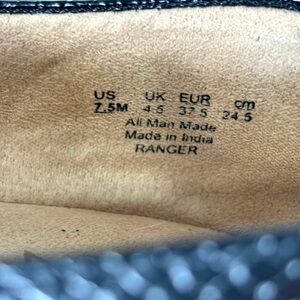 US UK EUR cm
7.5M 4.5 37.5 24.5
All Man Made
Made in India
RANGER